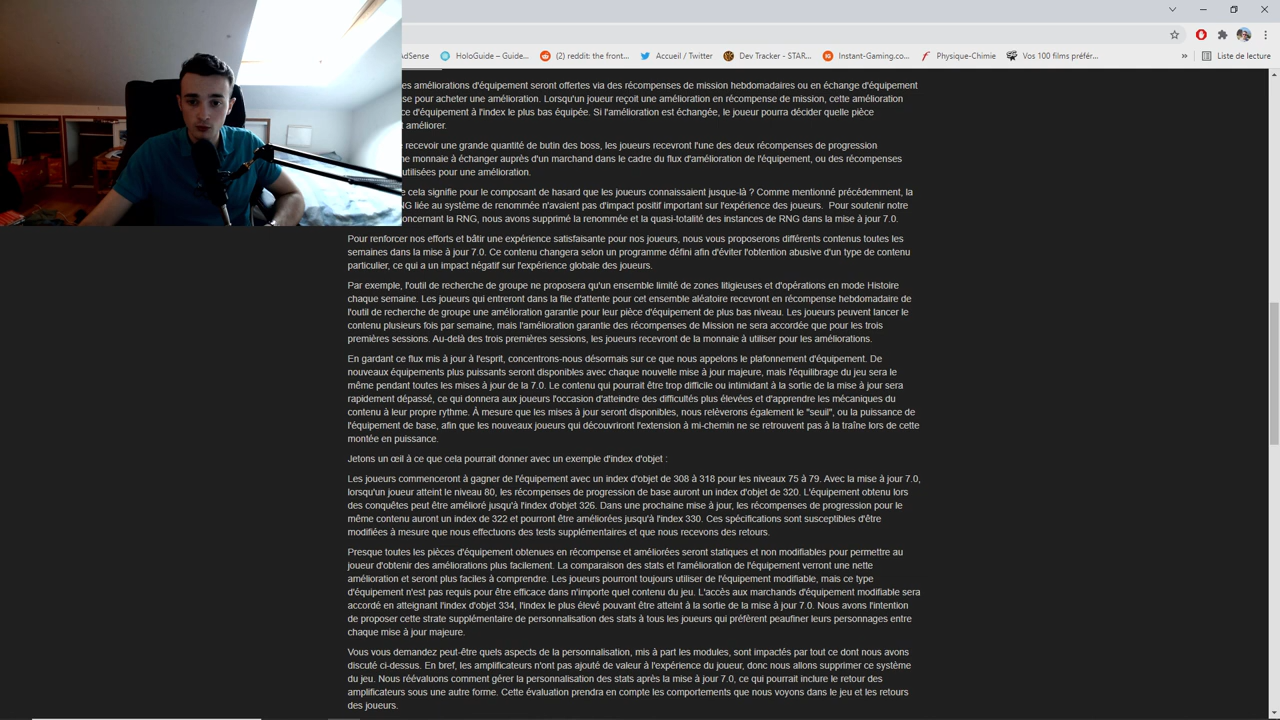 AdSense
HoloGuide – Guide...
(2) reddit: the front...
Accueil / Twitter
Dev Tracker - STAR...
Instant-Gaming.co...
Physique-Chimie
Vos 100 films préfér...
»
Liste de lecture
es améliorations d'équipement seront offertes via des récompenses de mission hebdomadaires ou en échange d'équipement
ise pour acheter une amélioration. Lorsqu'un joueur reçoit une amélioration en récompense de mission, cette amélioration
ce d'équipement à l'index le plus bas équipée. Si l'amélioration est échangée, le joueur pourra décider quelle pièce
t améliorer.
recevoir une grande quantité de butin des boss, les joueurs recevront l'une des deux récompenses de progression
ne monnaie à échanger auprès d'un marchand dans le cadre du flux d'amélioration de l'équipement, ou des récompenses
utilisées pour une amélioration.
e cela signifie pour le composant de hasard que les joueurs connaissaient jusque-là ? Comme mentionné précédemment, la
NG liée au système de renommée n'avaient pas d'impact positif important sur l'expérience des joueurs. Pour soutenir notre
oncernant la RNG, nous avons supprimé la renommée et la quasi-totalité des instances de RNG dans la mise à jour 7.0.
Pour renforcer nos efforts et bâtir une expérience satisfaisante pour nos joueurs, nous vous proposerons différents contenus toutes les
semaines dans la mise à jour 7.0. Ce contenu changera selon un programme défini afin d'éviter l'obtention abusive d'un type de contenu
particulier, ce qui a un impact négatif sur l'expérience globale des joueurs.
Par exemple, l'outil de recherche de groupe ne proposera qu'un ensemble limité de zones litigieuses et d'opérations en mode Histoire
chaque semaine. Les joueurs qui entreront dans la file d'attente pour cet ensemble aléatoire recevront en récompense hebdomadaire de
l'outil de recherche de groupe une amélioration garantie pour leur pièce d'équipement de plus bas niveau. Les joueurs peuvent lancer le
contenu plusieurs fois par semaine, mais l'amélioration garantie des récompenses de Mission ne sera accordée que pour les trois
premières sessions. Au-delà des trois premières sessions, les joueurs recevront de la monnaie à utiliser pour les améliorations.
En gardant ce flux mis à jour à l'esprit, concentrons-nous désormais sur ce que nous appelons le plafonnement d'équipement. De
nouveaux équipements plus puissants seront disponibles avec chaque nouvelle mise à jour majeure, mais l'équilibrage du jeu sera le
même pendant toutes les mises à jour de la 7.0. Le contenu qui pourrait être trop difficile ou intimidant à la sortie de la mise à jour sera
rapidement dépassé, ce qui donnera aux joueurs l'occasion d'atteindre des difficultés plus élevées et d'apprendre les mécaniques du
contenu à leur propre rythme. À mesure que les mises à jour seront disponibles, nous relèverons également le "seuil", ou la puissance de
l'équipement de base, afin que les nouveaux joueurs qui découvriront l'extension à mi-chemin ne se retrouvent pas à la traîne lors de cette
montée en puissance.
Jetons un œil à ce que cela pourrait donner avec un exemple d'index d'objet :
Les joueurs commenceront à gagner de l'équipement avec un index d'objet de 308 à 318 pour les niveaux 75 à 79. Avec la mise à jour 7.0,
lorsqu'un joueur atteint le niveau 80, les récompenses de progression de base auront un index d'objet de 320. L'équipement obtenu lors
des conquêtes peut être amélioré jusqu'à l'index d'objet 326. Dans une prochaine mise à jour, les récompenses de progression pour le
même contenu auront un index de 322 et pourront être améliorées jusqu'à l'index 330. Ces spécifications sont susceptibles d'être
modifiées à mesure que nous effectuons des tests supplémentaires et que nous recevons des retours.
Presque toutes les pièces d'équipement obtenues en récompense et améliorées seront statiques et non modifiables pour permettre au
joueur d'obtenir des améliorations plus facilement. La comparaison des stats et l'amélioration de l'équipement verront une nette
amélioration et seront plus faciles à comprendre. Les joueurs pourront toujours utiliser de l'équipement modifiable, mais ce type
d'équipement n'est pas requis pour être efficace dans n'importe quel contenu du jeu. L'accès aux marchands d'équipement modifiable sera
accordé en atteignant l'index d'objet 334, l'index le plus élevé pouvant être atteint à la sortie de la mise à jour 7.0. Nous avons l'intention
de proposer cette strate supplémentaire de personnalisation des stats à tous les joueurs qui préfèrent peaufiner leurs personnages entre
chaque mise à jour majeure.
Vous vous demandez peut-être quels aspects de la personnalisation, mis à part les modules, sont impactés par tout ce dont nous avons
discuté ci-dessus. En bref, les amplificateurs n'ont pas ajouté de valeur à l'expérience du joueur, donc nous allons supprimer ce système
du jeu. Nous réévaluons comment gérer la personnalisation des stats après la mise à jour 7.0, ce qui pourrait inclure le retour des
amplificateurs sous une autre forme. Cette évaluation prendra en compte les comportements que nous voyons dans le jeu et les retours
des joueurs.